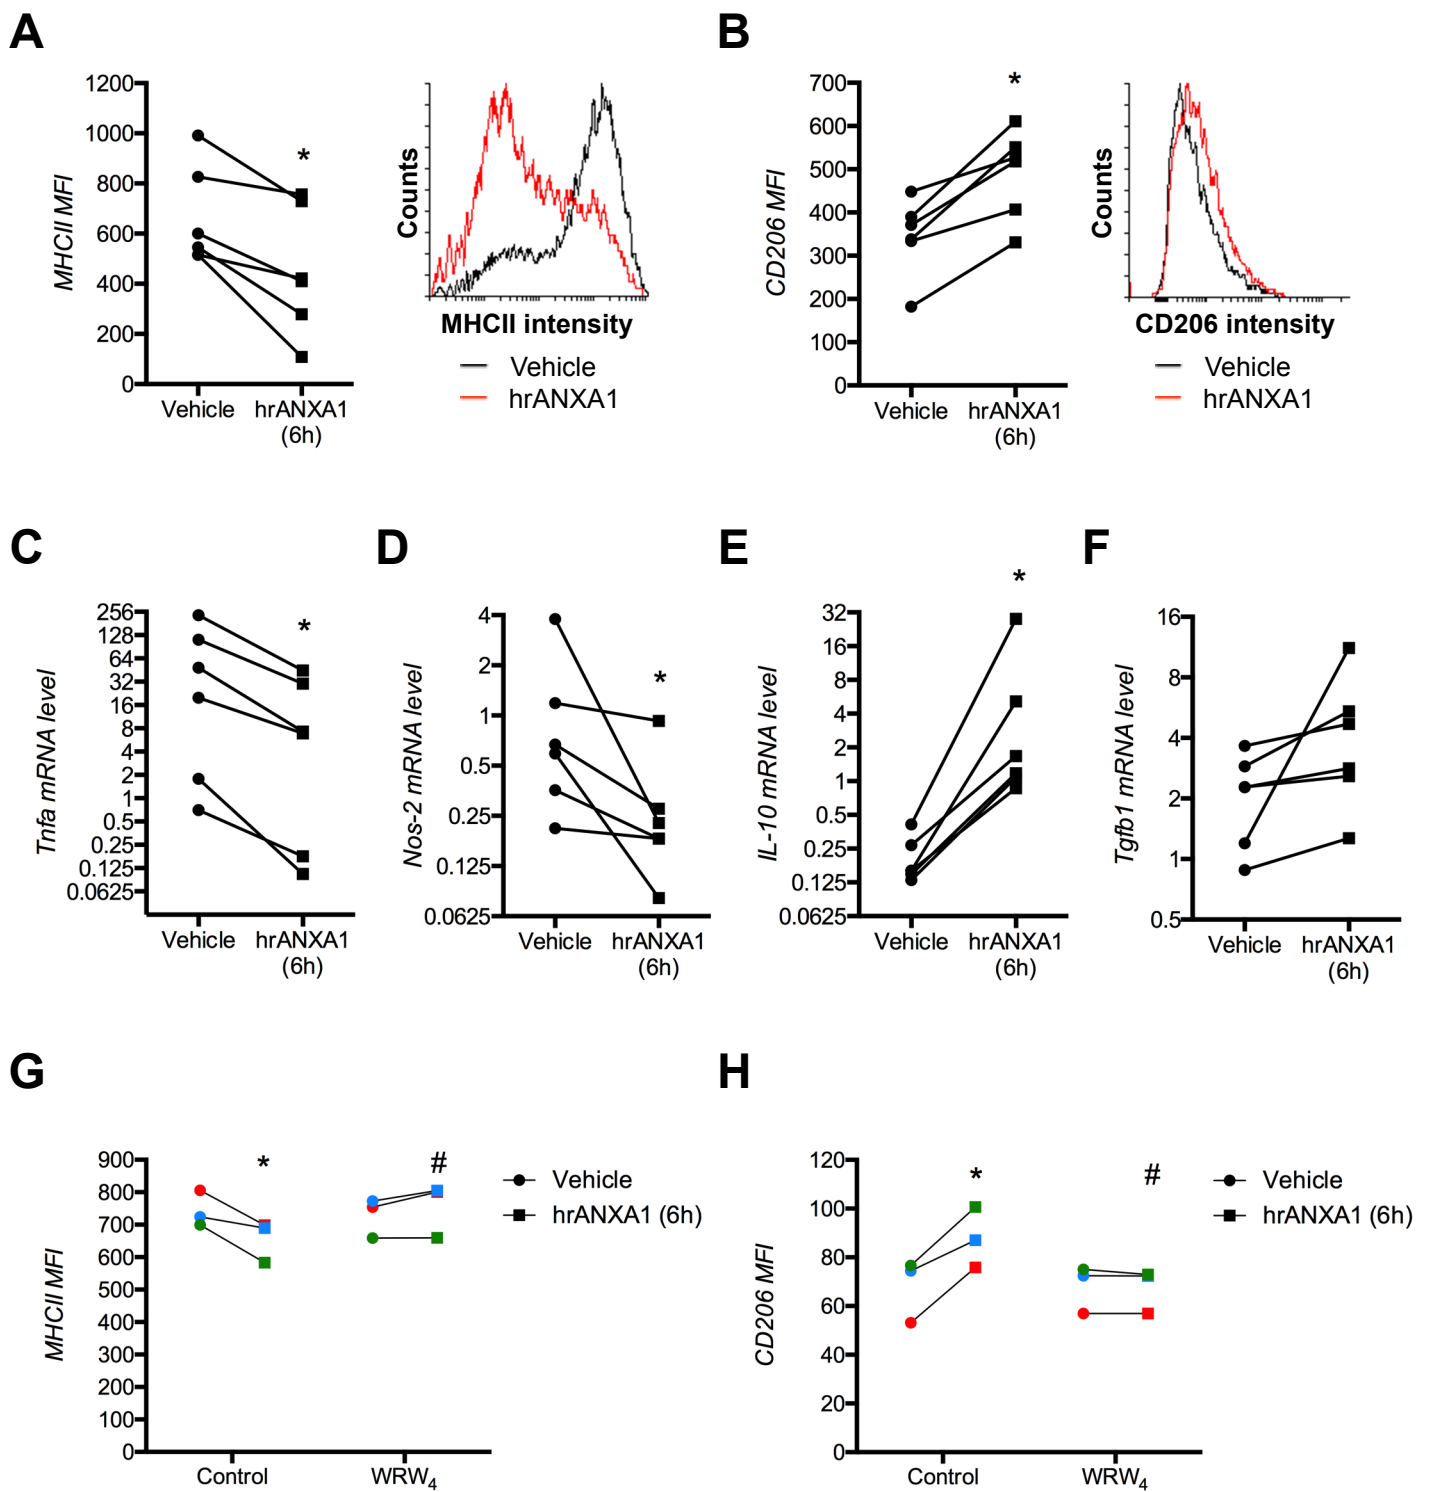 A
B
1200
1000
800
600
400
200
0
MHCII MFI
*
Vehicle
hrANXA1
(6h)
Counts
MHCII intensity
Vehicle
hrANXA1
700
600
500
400
300
200
100
0
CD206 MFI
*
Vehicle
hrANXA1
(6h)
Counts
CD206 intensity
Vehicle
hrANXA1
C
D
E
F
256
128
64
32
16
8
4
2
1
0.5
0.25
0.125
0.0625
Tnfa mRNA level
*
Vehicle
hrANXA1
(6h)
4
2
1
0.5
0.25
0.125
0.0625
Nos-2 mRNA level
*
Vehicle
hrANXA1
(6h)
32
16
8
4
2
1
0.5
0.25
0.125
0.0625
IL-10 mRNA level
*
Vehicle
hrANXA1
(6h)
16
8
4
2
1
0.5
Tgfb1 mRNA level
Vehicle
hrANXA1
(6h)
G
H
900
800
700
600
500
400
300
200
100
0
MHCII MFI
*
#
Control
WRW4
Vehicle
hrANXA1 (6h)
120
100
80
60
40
20
0
CD206 MFI
*
#
Control
WRW4
Vehicle
hrANXA1 (6h)